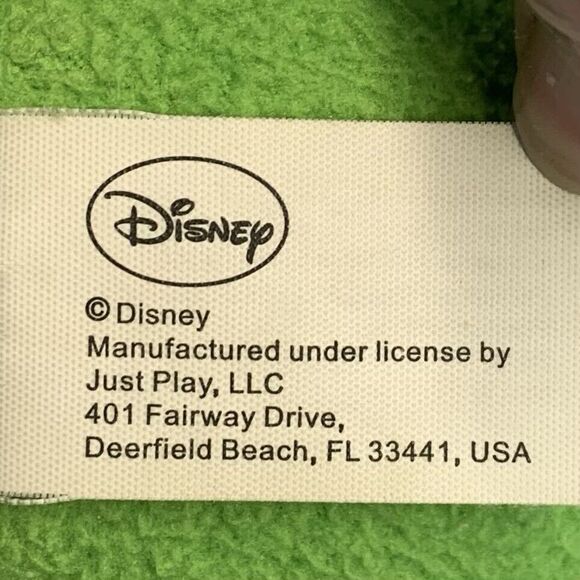 Disney
© Disney
Manufactured under license by
Just Play, LLC
401 Fairway Drive,
Deerfield Beach, FL 33441, USA